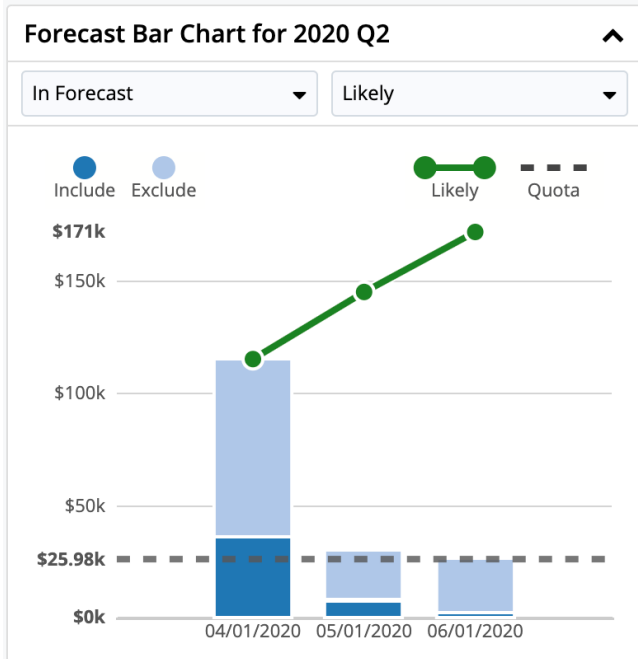 Forecast Bar Chart for 2020 Q2
In Forecast
Likely
Include Exclude
Likely Quota
$171k
$150k
$100k
$50k
$25.98k
$0k
04/01/2020 05/01/2020 06/01/2020